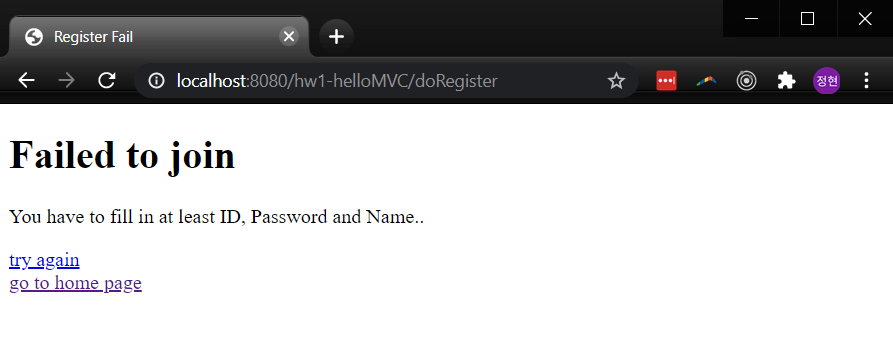 Register Fail
localhost:8080/hw1-helloMVC/doRegister
정현
Failed to join
You have to fill in at least ID, Password and Name..
try again
go to home page